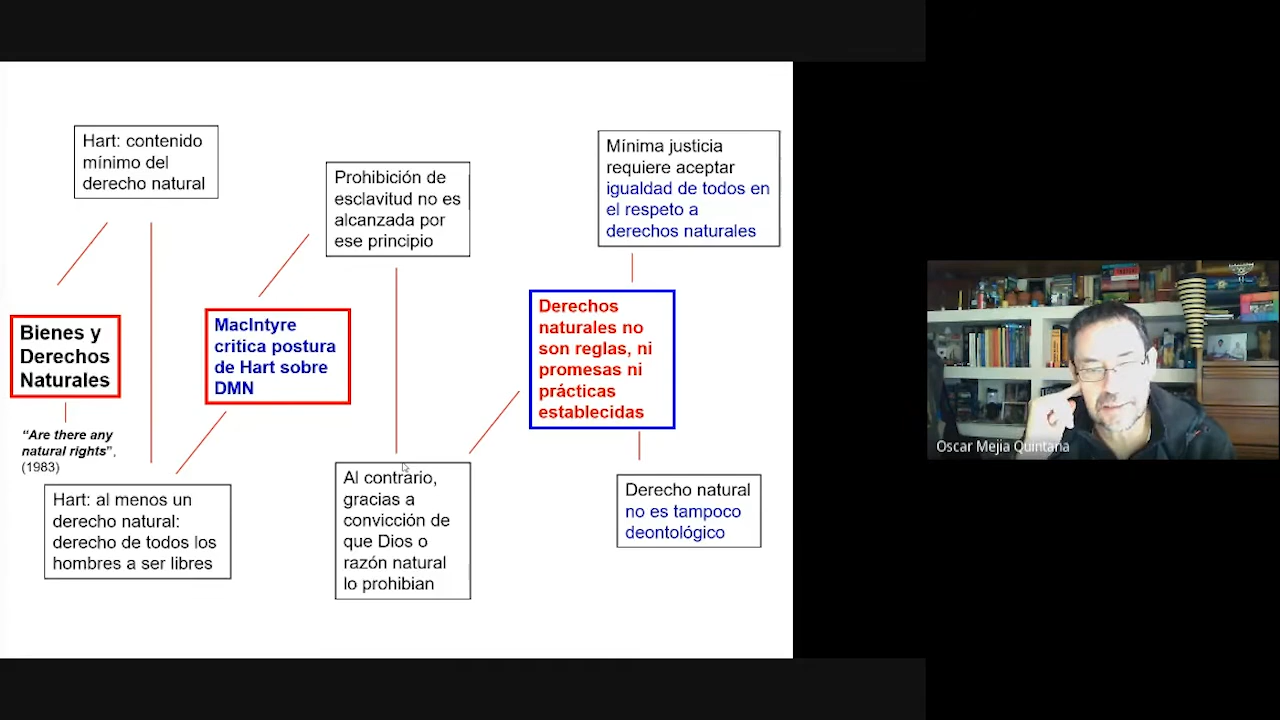 Hart: contenido
mínimo del
derecho natural
Bienes y
Derechos
Naturales
“Are there any
natural rights”,
(1983)
Hart: al menos un
derecho natural:
derecho de todos los
hombres a ser libres
MacIntyre
critica postura
de Hart sobre
DMN
Prohibición de
esclavitud no es
alcanzada por
ese principio
Al contrario,
gracias a
convicción de
que Dios o
razón natural
lo prohibian
Derechos
naturales no
son reglas, ni
promesas ni
prácticas
establecidas
Mínima justicia
requiere aceptar
igualdad de todos en
el respeto a
derechos naturales
Derecho natural
no es tampoco
deontológico
Oscar Mejia Quintana